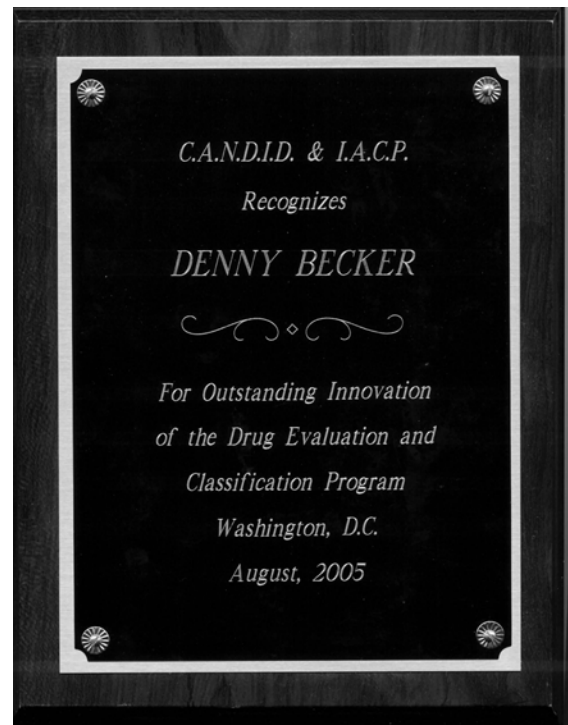 C.A.N.D.I.D. & I.A.C.P.
Recognizes
DENNY BECKER
For Outstanding Innovation
of the Drug Evaluation and
Classification Program
Washington, D.C.
August, 2005